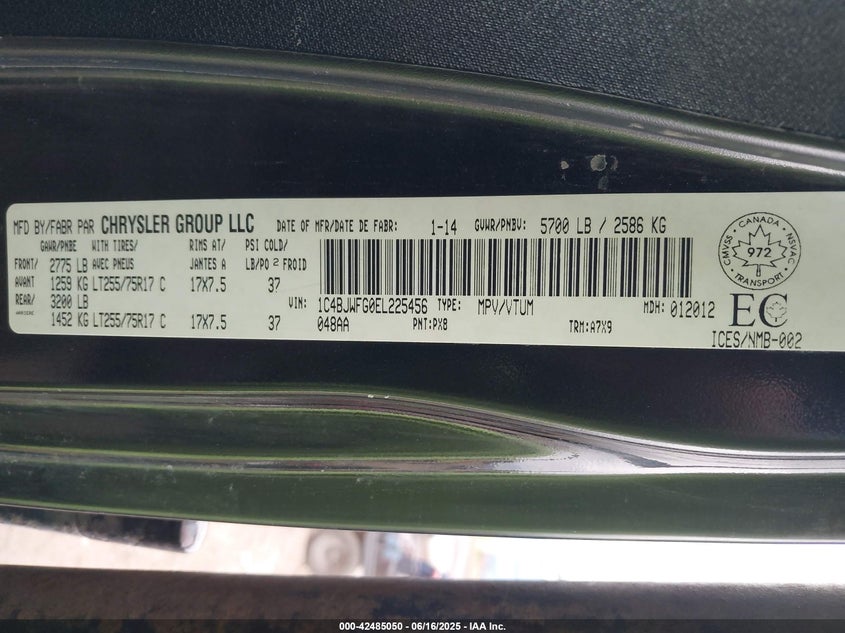 MFD BY/FABR PAR CHRYSLER GROUP LLC DATE OF MFR/DATE DE FABR: 1-14 GVWR/PNBV: 5700 LB / 2586 KG
GAWR/PNBE WITH TIRES/ RIMS AT/ PSI COLD/
FRONT/ 2775 LB AVEC PNEUS JANTES A LB/PO 2 FROID
AVANT 1259 KG LT255/75R17 C 17X7.5 37
REAR/ 3200 LB
ARRIERE 1452 KG LT255/75R17 C 17X7.5 37
VIN: 1C4BJWFG0EL225456 TYPE: MPV/VTUM MDH: 012012
048AA PNT:PX8 TRM:A7X9
CANADA
CMVSS NSVAC
972
TRANSPORT
EC
ICES/NMB-002
000-42485050 - 06/16/2025 - IAA Inc.